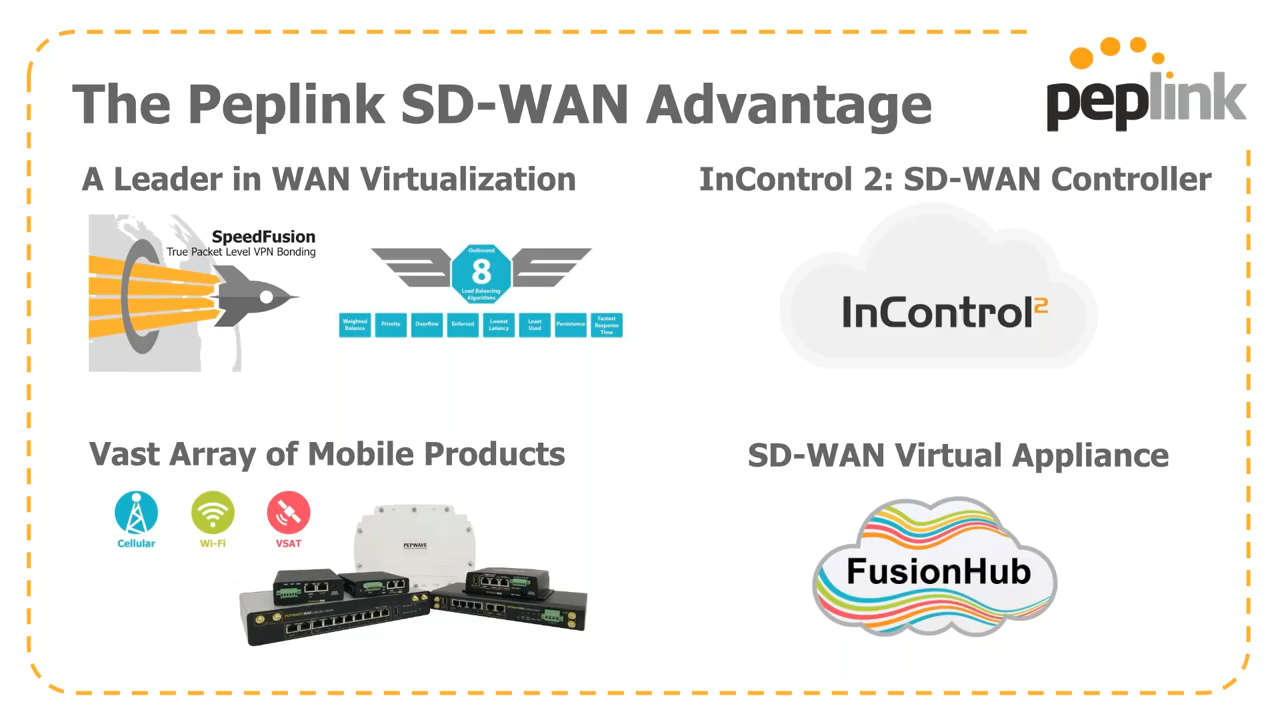 The Peplink SD-WAN Advantage
peplink
A Leader in WAN Virtualization
SpeedFusion
True Packet Level VPN Bonding
Outbound
8
Load Balancing
Algorithms
Weighted
Balance
Priority
Overflow
Enforced
Lowest
Latency
Least
Used
Persistence
Fastest
Response
Time
InControl 2: SD-WAN Controller
InControl2
Vast Array of Mobile Products
Cellular
Wi-Fi
VSAT
PEPWAVE
PEPWAVE MAX
SD-WAN Virtual Appliance
FusionHub